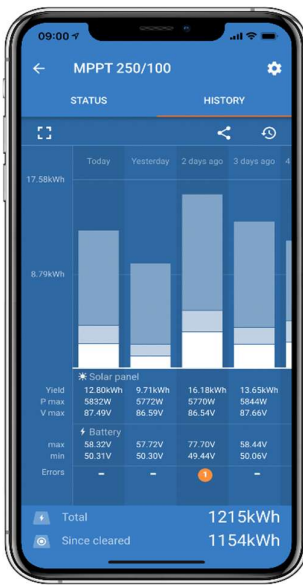 09:00
MPPT 250/100
STATUS HISTORY
Today Yesterday 2 days ago 3 days ago 4
17.58kWh
8.79kWh
Solar panel
Yield 12.80kWh 9.71kWh 16.18kWh 13.65kWh
P max 5832W 5772W 5770W 5844W
V max 87.49V 86.59V 86.54V 87.66V
Battery
max 58.32V 57.72V 77.70V 58.44V
min 50.31V 50.30V 49.44V 50.06V
Errors - - 1 -
Total 1215kWh
Since cleared 1154kWh